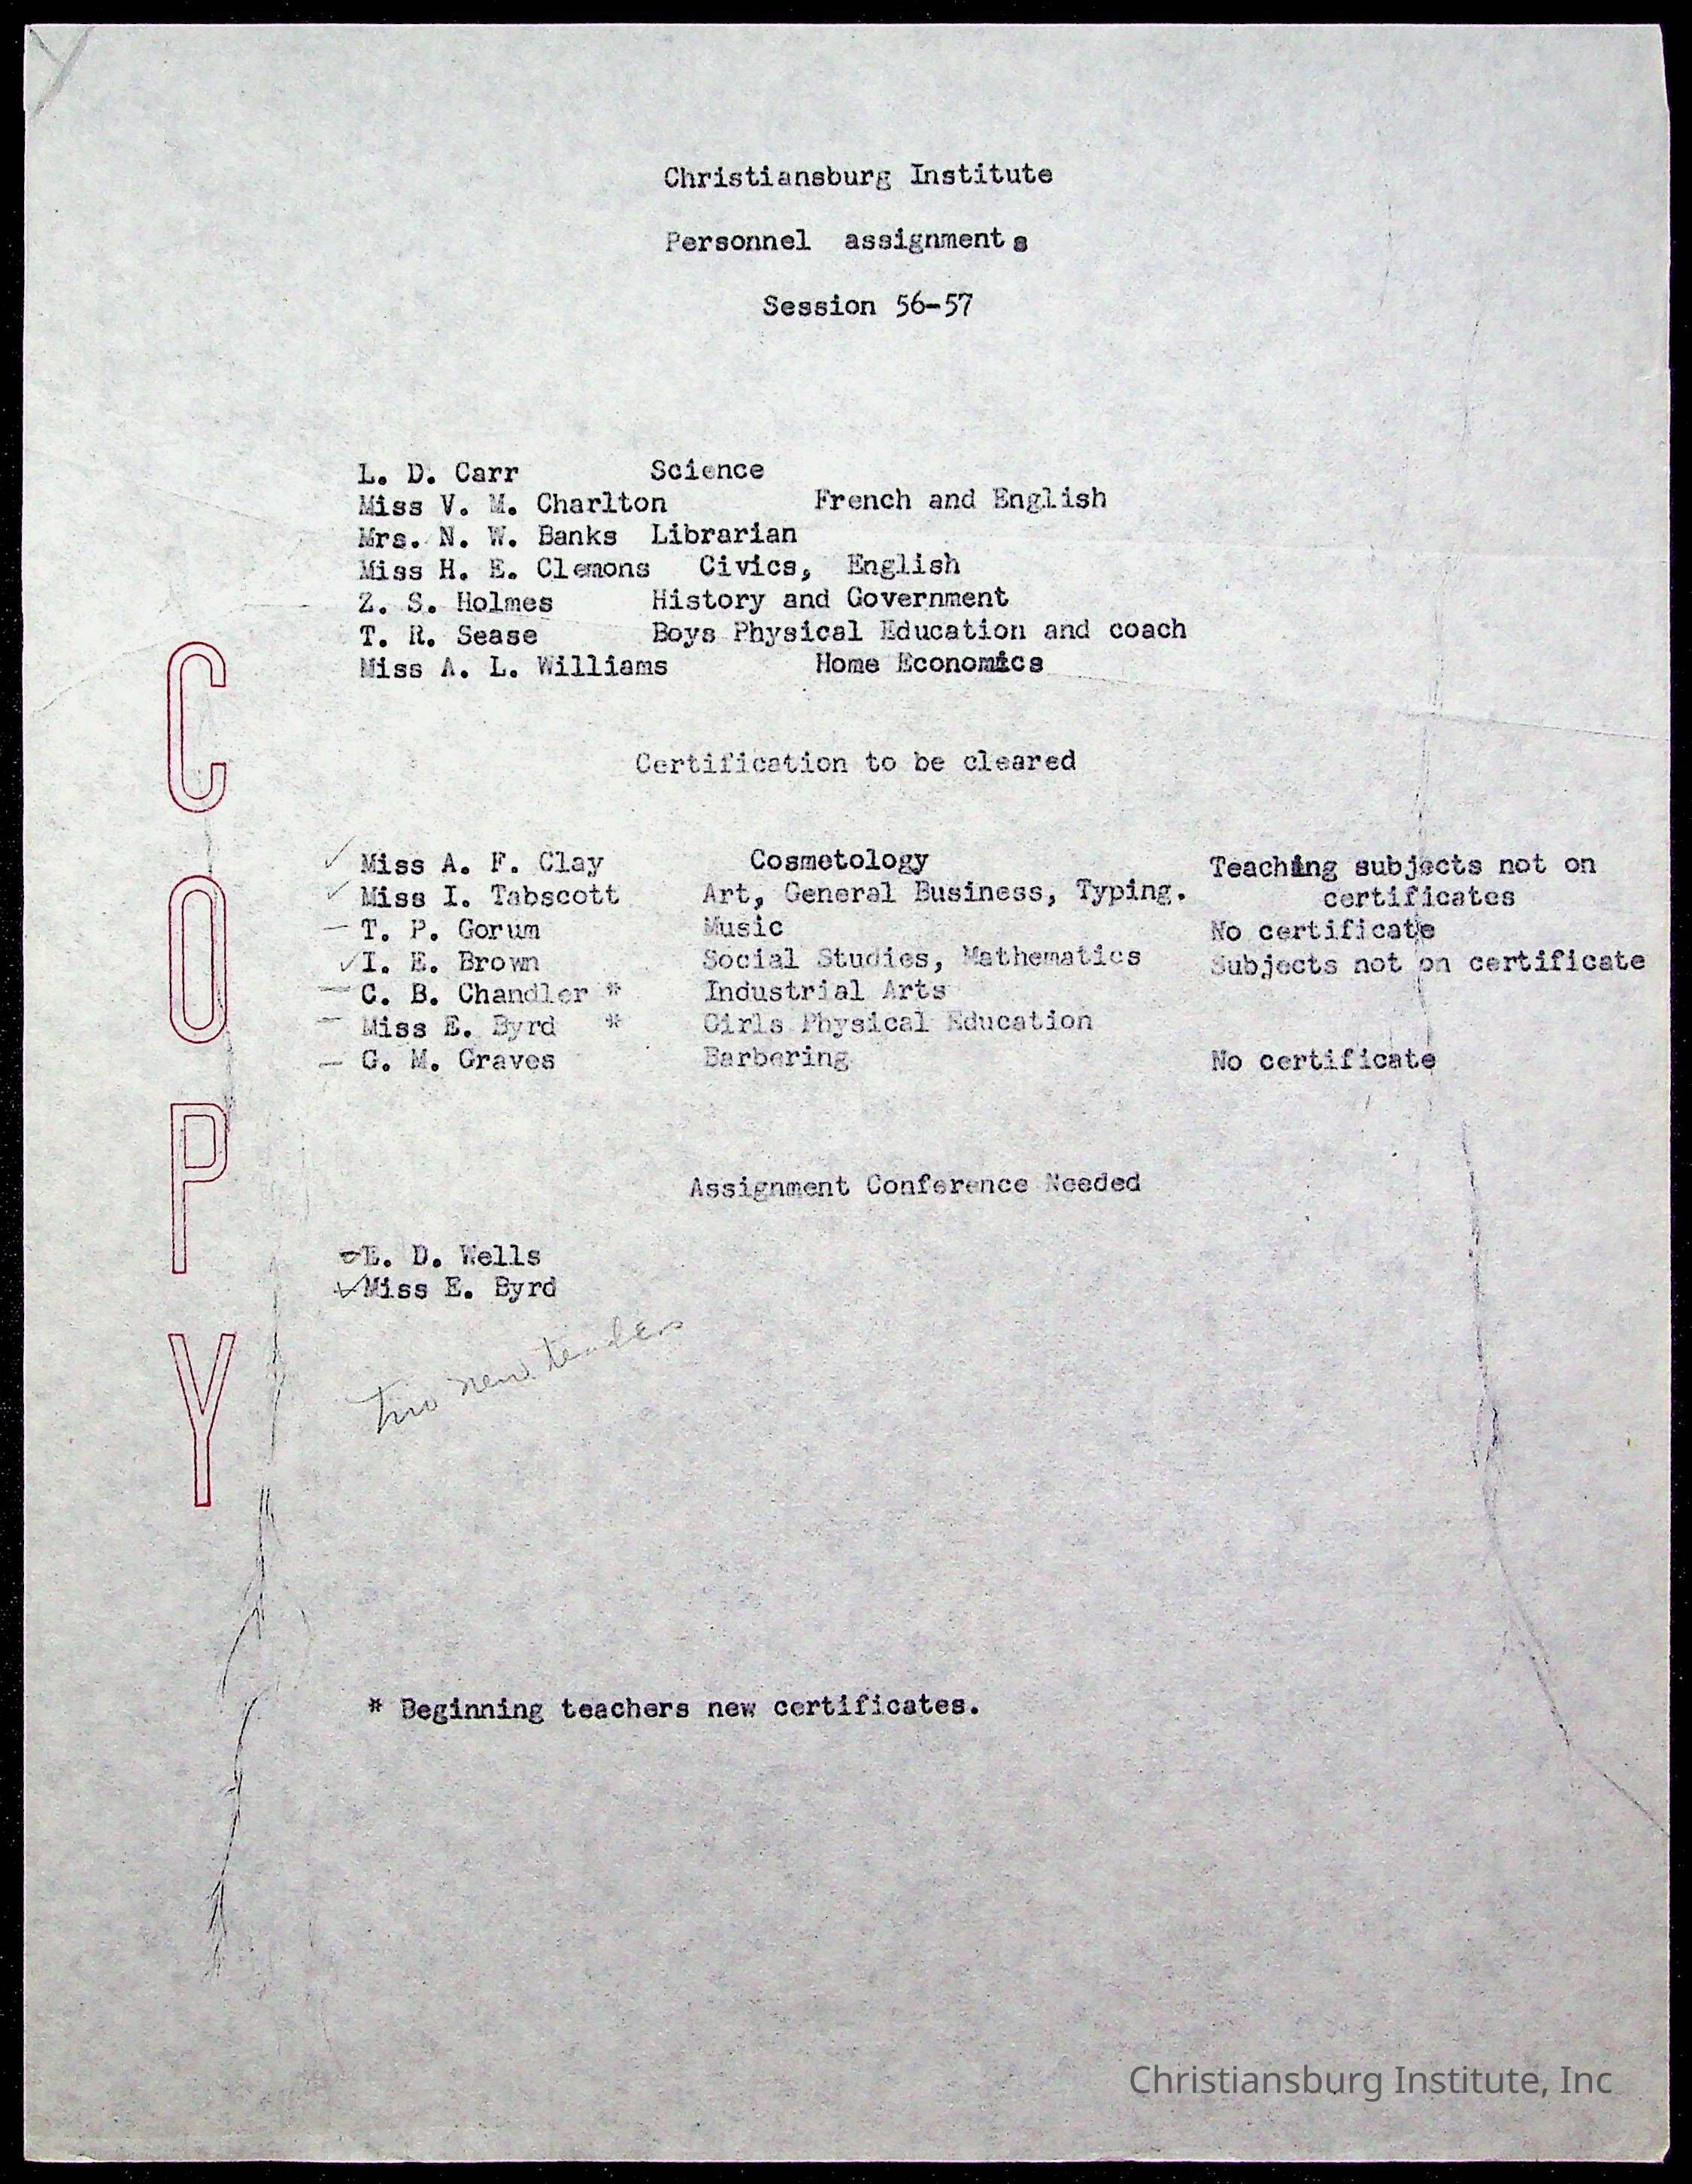 Christiansburg Institute
Personnel assignments
Session 56-57
L. D. Carr Science
Miss V. M. Charlton French and English
Mrs. N. W. Banks Librarian
Miss H. E. Clemons Civics, English
Z. S. Holmes History and Government
T. R. Sease Boys Physical Education and coach
Miss A. L. Williams Home Economics
Certification to be cleared
✓ Miss A. F. Clay Cosmetology Teaching subjects not on
✓ Miss I. Tabscott Art, General Business, Typing. certificates
— T. P. Gorum Music No certificate
✓ I. E. Brown Social Studies, Mathematics Subjects not on certificate
— C. B. Chandler * Industrial Arts
— Miss E. Byrd * Girls Physical Education
— G. M. Graves Barbering No certificate
Assignment Conference Needed
D. Wells
✓ Miss E. Byrd
Two new
* Beginning teachers new certificates.
COPY
Christiansburg Institute, Inc